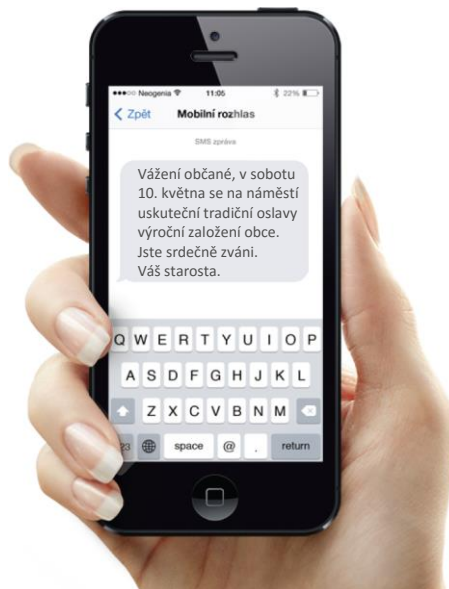 Neogenia 11:05 22%
Zpět Mobilní rozhlas
SMS zpráva
Vážení občané, v sobotu
10. května se na náměstí
uskuteční tradiční oslavy
výroční založení obce.
Jste srdečně zváni.
Váš starosta.
Q W E R T Y U I O P
A S D F G H J K L
Z X C V B N M
23 space @ . return